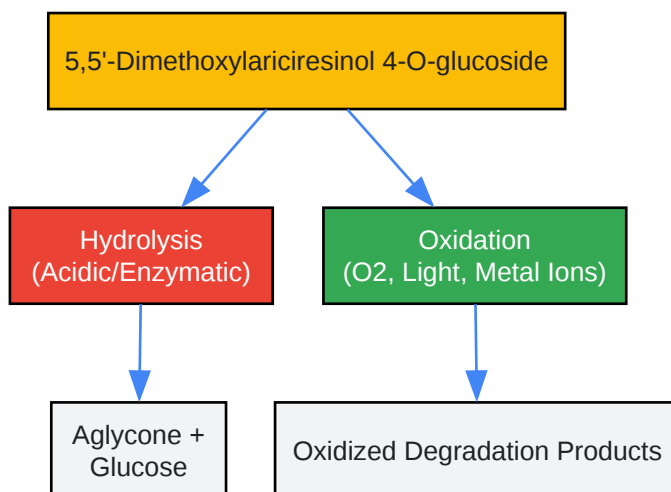 5,5'-Dimethoxylariciresinol 4-O-glucoside
Hydrolysis
(Acidic/Enzymatic)
Oxidation
(O2, Light, Metal Ions)
Aglycone +
Glucose
Oxidized Degradation Products